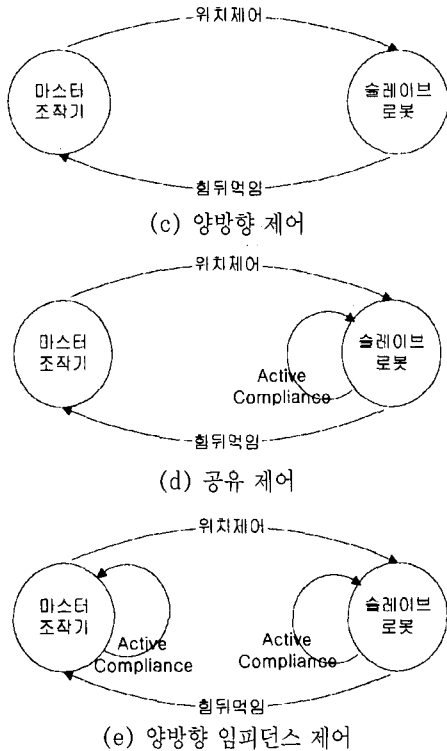 위치제어
마스터
조작기
슬레이브
로봇
힘뒤먹임
(c) 양방향 제어
위치제어
마스터
조작기
슬레이브
로봇
Active
Compliance
힘뒤먹임
(d) 공유 제어
위치제어
마스터
조작기
슬레이브
로봇
Active
Compliance
Active
Compliance
힘뒤먹임
(e) 양방향 임피던스 제어